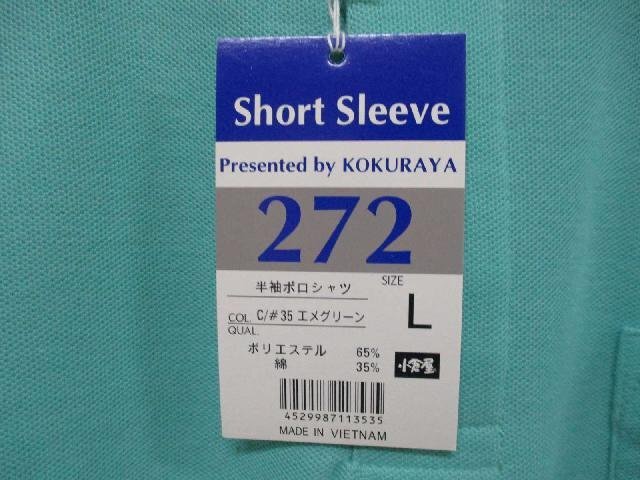 Short Sleeve
Presented by KOKURAYA
272
半袖ポロシャツ
SIZE
L
COL. C/#35 エメグリーン
QUAL.
ポリエステル 65%
綿 35%
小倉屋
4529987113535
MADE IN VIETNAM